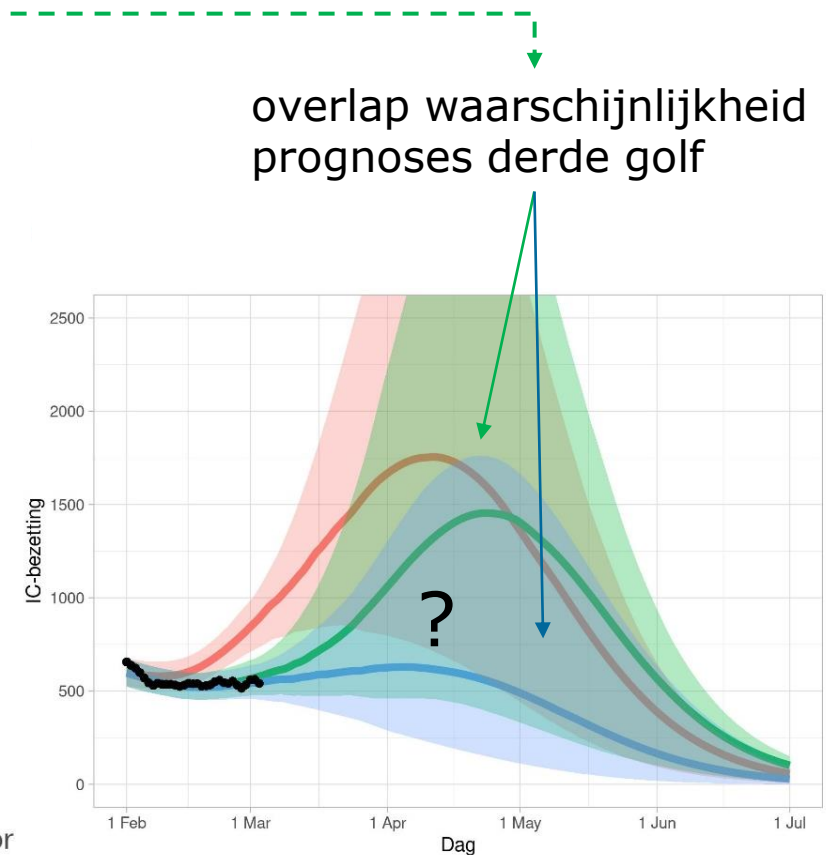 overlap waarschijnlijkheid
prognoses derde golf
2500
2000
1500
1000
500
0
IC-bezetting
?
1 Feb
1 Mar
1 Apr
1 May
1 Jun
1 Jul
Dag
or